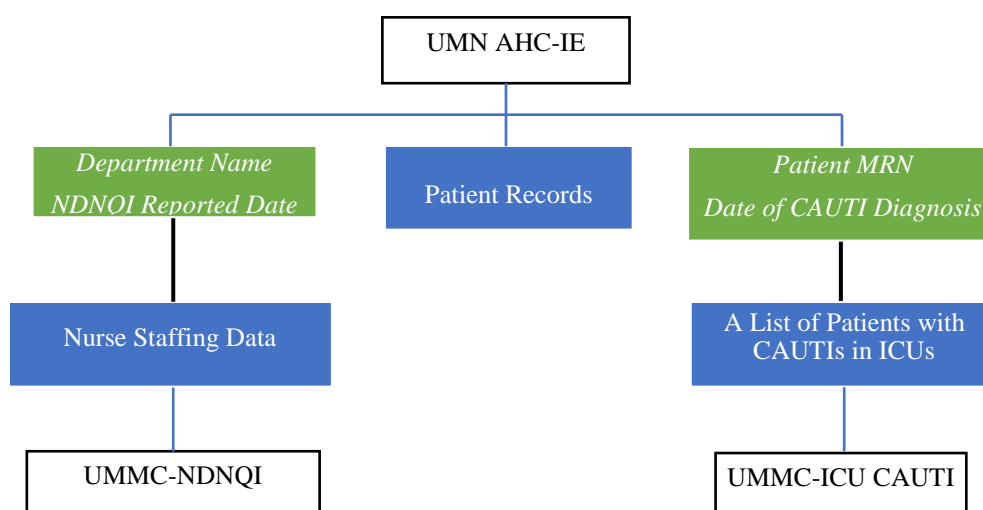 UMN AHC-IE
Department Name
NDNQI Reported Date
Patient Records
Patient MRN
Date of CAUTI Diagnosis
Nurse Staffing Data
A List of Patients with
CAUTIs in ICUs
UMMC-NDNQI
UMMC-ICU CAUTI